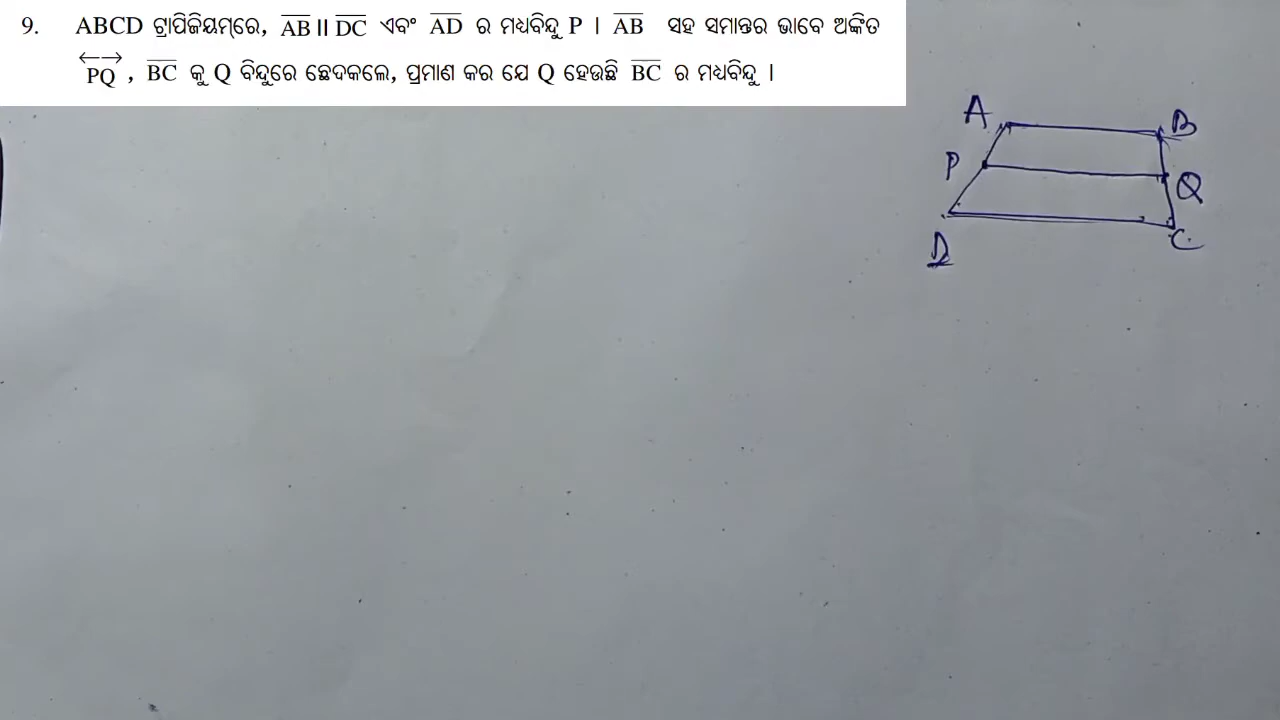 9. ABCD ଟ୍ରାପିଜିୟମ୍‌ରେ, AB II DC ଏବଂ AD ର ମଧ୍ୟବିନ୍ଦୁ P । AB ସହ ସମାନ୍ତର ଭାବେ ଅଙ୍କିତ
PQ , BC କୁ Q ବିନ୍ଦୁରେ ଛେଦକଲେ, ପ୍ରମାଣ କର ଯେ Q ହେଉଛି BC ର ମଧ୍ୟବିନ୍ଦୁ ।
A B
P Q
D C